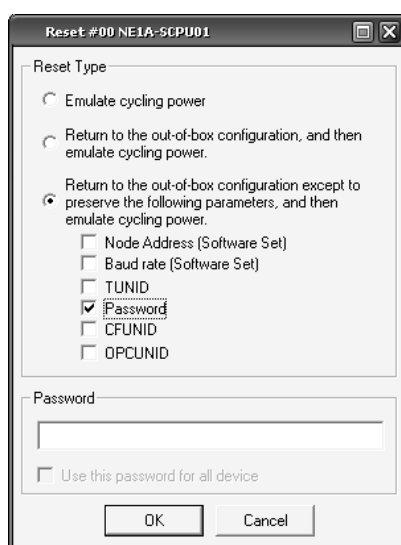 Reset #00 NE1A-SCPU01
Reset Type
Emulate cycling power
Return to the out-of-box configuration, and then
emulate cycling power.
Return to the out-of-box configuration except to
preserve the following parameters, and then
emulate cycling power.
Node Address (Software Set)
Baud rate (Software Set)
TUNID
Password
CFUNID
OPCUNID
Password
Use this password for all device
OK
Cancel